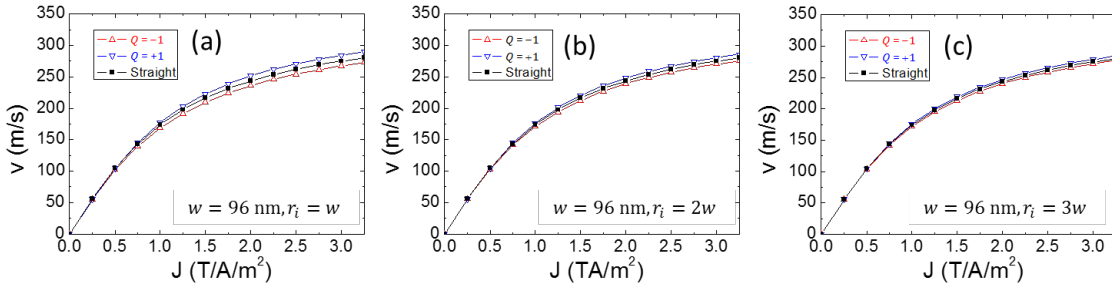 (a)
Q = −1
Q = +1
Straight
350
300
250
200
150
100
50
0
v (m/s)
w = 96 nm, r_i = w
0.0 0.5 1.0 1.5 2.0 2.5 3.0
J (T/A/m²)
(b)
Q = −1
Q = +1
Straight
350
300
250
200
150
100
50
0
v (m/s)
w = 96 nm, r_i = 2w
0.0 0.5 1.0 1.5 2.0 2.5 3.0
J (TA/m²)
(c)
Q = −1
Q = +1
Straight
350
300
250
200
150
100
50
0
v (m/s)
w = 96 nm, r_i = 3w
0.0 0.5 1.0 1.5 2.0 2.5 3.0
J (T/A/m²)